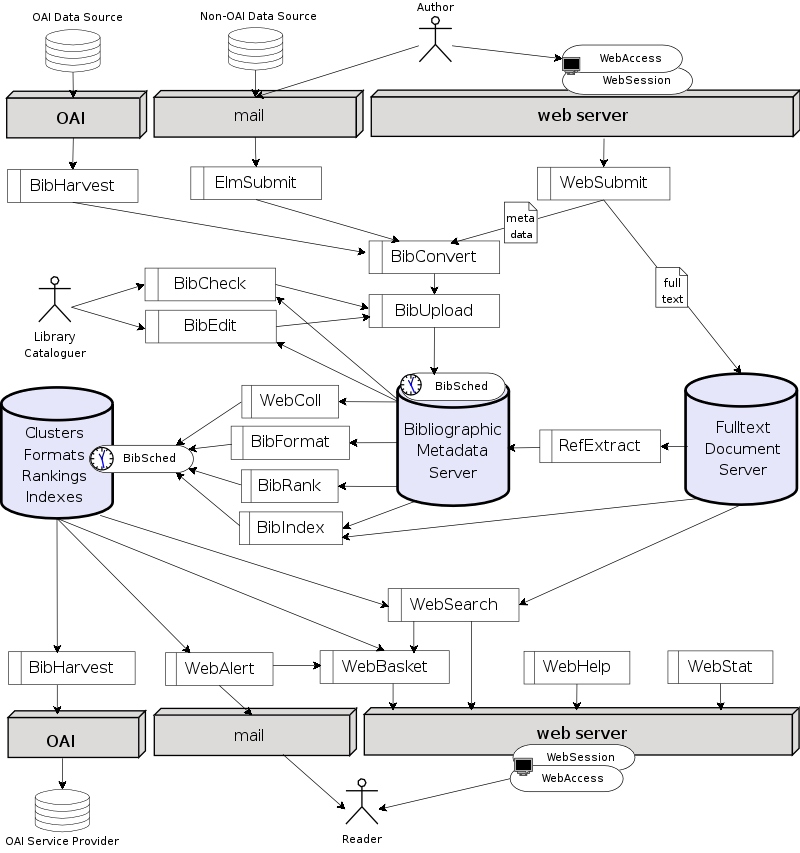 Author
OAI Data Source
Non-OAI Data Source
WebAccess
WebSession
OAI
mail
web server
BibHarvest
ElmSubmit
WebSubmit
meta
data
BibConvert
full
text
BibCheck
BibEdit
BibUpload
Library
Cataloguer
BibSched
WebColl
Clusters
Formats
Rankings
Indexes
BibSched
BibFormat
Bibliographic
Metadata
Server
RefExtract
Fulltext
Document
Server
BibRank
BibIndex
WebSearch
BibHarvest
WebAlert
WebBasket
WebHelp
WebStat
OAI
mail
web server
WebSession
WebAccess
OAI Service Provider
Reader